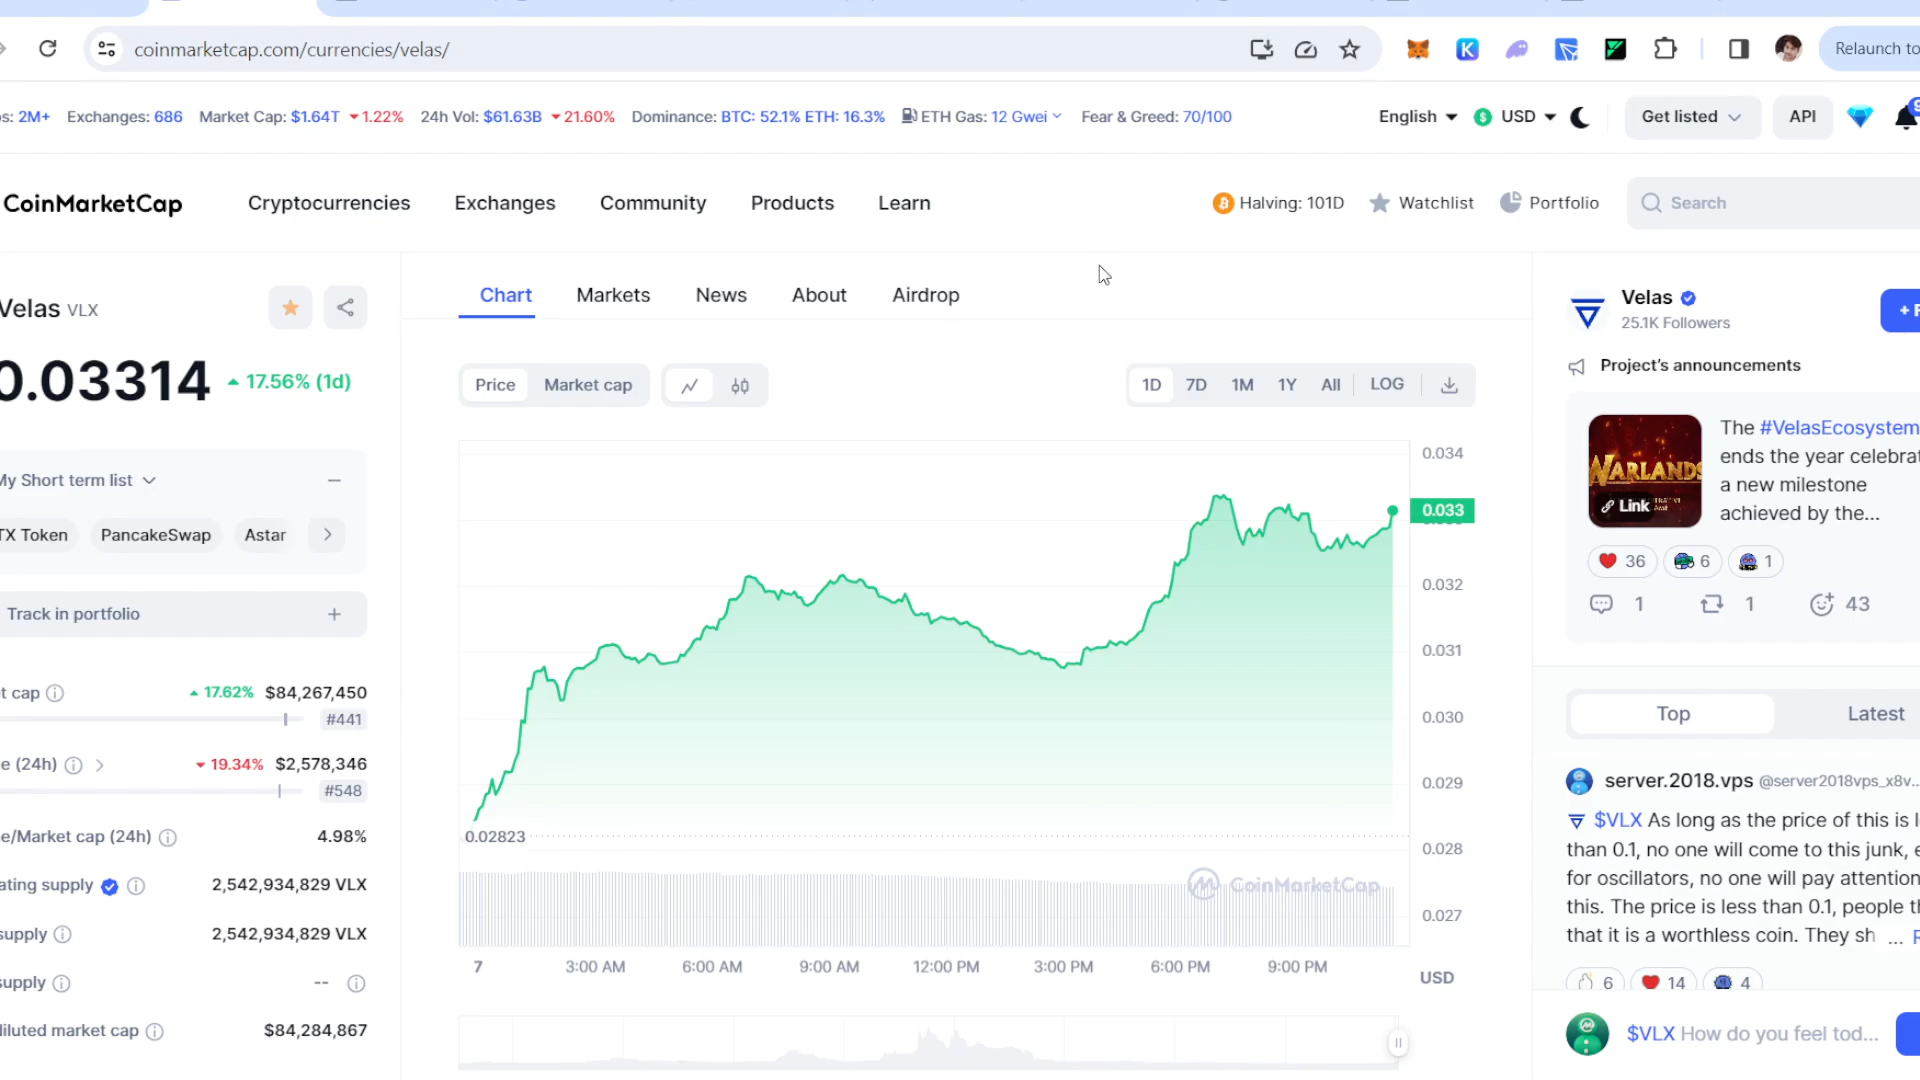 coinmarketcap.com/currencies/velas/
Relaunch to
os: 2M+ Exchanges: 686 Market Cap: $1.64T 1.22% 24h Vol: $61.63B 21.60% Dominance: BTC: 52.1% ETH: 16.3% ETH Gas: 12 Gwei Fear & Greed: 70/100
English USD Get listed API 9
CoinMarketCap Cryptocurrencies Exchanges Community Products Learn Halving: 101D Watchlist Portfolio Search
Velas VLX
0.03314 17.56% (1d)
My Short term list
TX Token PancakeSwap Astar
Track in portfolio +
t cap 17.62% $84,267,450
#441
e (24h) 19.34% $2,578,346
#548
e/Market cap (24h) 4.98%
ating supply 2,542,934,829 VLX
supply 2,542,934,829 VLX
supply --
diluted market cap $84,284,867
Chart Markets News About Airdrop
Price Market cap 1D 7D 1M 1Y All LOG
0.034
0.033
0.032
0.031
0.030
0.029
0.02823
0.028
CoinMarketCap
0.027
7 3:00 AM 6:00 AM 9:00 AM 12:00 PM 3:00 PM 6:00 PM 9:00 PM USD
Velas
25.1K Followers
+ F
Project's announcements
WARLANDS
Link
The #VelasEcosystem
ends the year celebrat
a new milestone
achieved by the...
36 6 1
1 1 43
Top Latest
server.2018.vps @server2018vps_x8v...
$VLX As long as the price of this is l
than 0.1, no one will come to this junk, e
for oscillators, no one will pay attention
this. The price is less than 0.1, people th
that it is a worthless coin. They sh ... R
6 14 4
$VLX How do you feel tod...